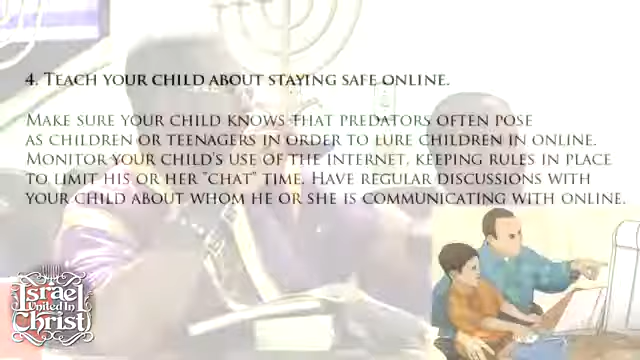 4. Teach your child about staying safe online.
Make sure your child knows that predators often pose
as children or teenagers in order to lure children in online.
Monitor your child's use of the internet, keeping rules in place
to limit his or her "chat" time. Have regular discussions with
your child about whom he or she is communicating with online.
Israel
United In
Christ